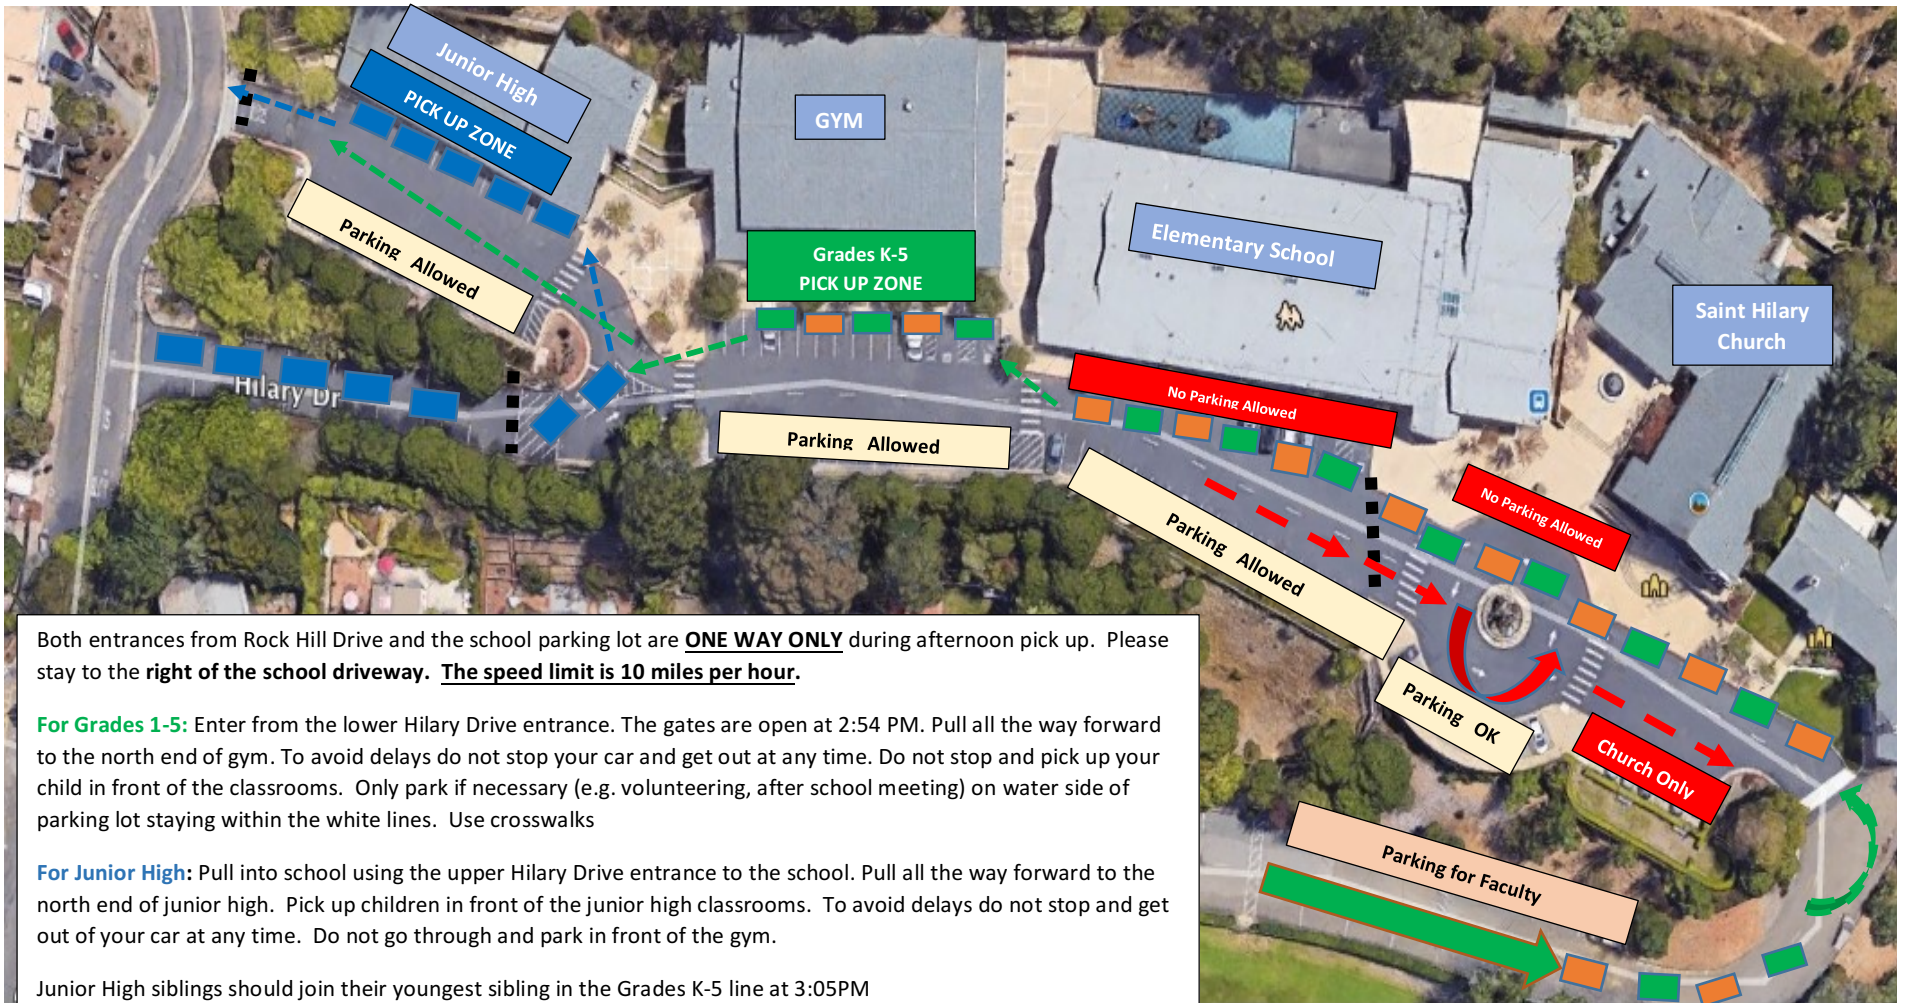 Junior High
PICK UP ZONE
GYM
Elementary School
Grades K-5
PICK UP ZONE
Saint Hilary
Church
Parking Allowed
Hilary Dr
No Parking Allowed
Parking Allowed
No Parking Allowed
Parking Allowed
Parking OK
Church Only
Parking for Faculty
Both entrances from Rock Hill Drive and the school parking lot are ONE WAY ONLY during afternoon pick up. Please
stay to the right of the school driveway. The speed limit is 10 miles per hour.
For Grades 1-5: Enter from the lower Hilary Drive entrance. The gates are open at 2:54 PM. Pull all the way forward
to the north end of gym. To avoid delays do not stop your car and get out at any time. Do not stop and pick up your
child in front of the classrooms. Only park if necessary (e.g. volunteering, after school meeting) on water side of
parking lot staying within the white lines. Use crosswalks
For Junior High: Pull into school using the upper Hilary Drive entrance to the school. Pull all the way forward to the
north end of junior high. Pick up children in front of the junior high classrooms. To avoid delays do not stop and get
out of your car at any time. Do not go through and park in front of the gym.
Junior High siblings should join their youngest sibling in the Grades K-5 line at 3:05PM